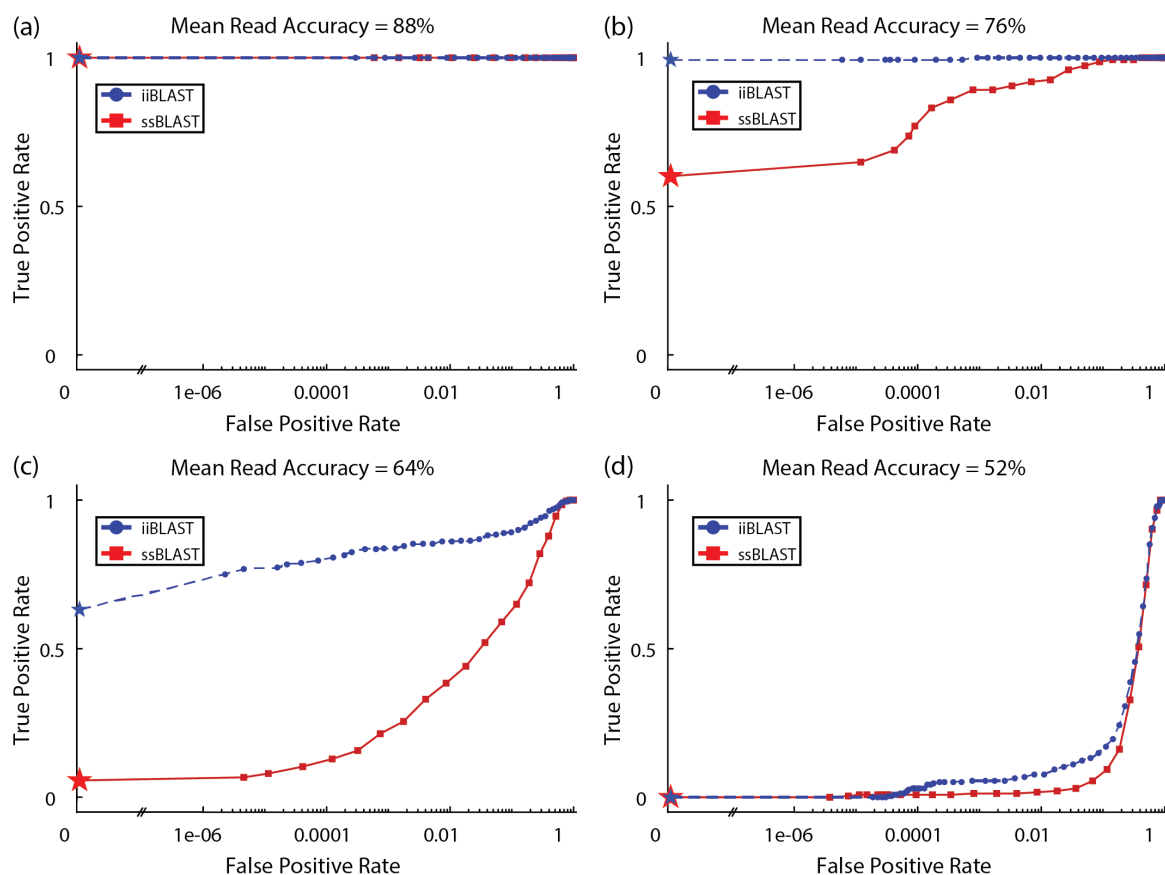 (a)
Mean Read Accuracy = 88%
1
iiBLAST
ssBLAST
True Positive Rate
0.5
0
0
1e-06
0.0001
0.01
1
False Positive Rate
(b)
Mean Read Accuracy = 76%
1
iiBLAST
ssBLAST
True Positive Rate
0.5
0
0
1e-06
0.0001
0.01
1
False Positive Rate
(c)
Mean Read Accuracy = 64%
1
iiBLAST
ssBLAST
True Positive Rate
0.5
0
0
1e-06
0.0001
0.01
1
False Positive Rate
(d)
Mean Read Accuracy = 52%
1
iiBLAST
ssBLAST
True Positive Rate
0.5
0
0
1e-06
0.0001
0.01
1
False Positive Rate